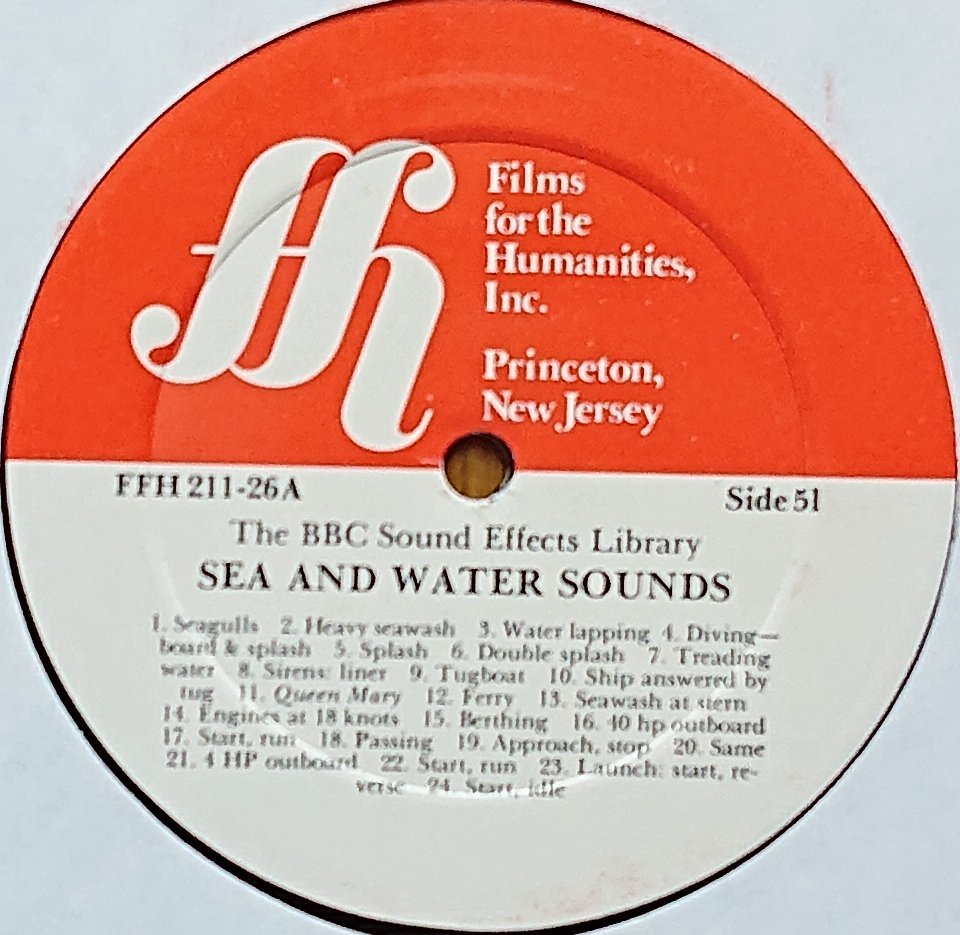 ffh
Films
for the
Humanities,
Inc.
Princeton,
New Jersey
FFH 211-26A
Side 51
The BBC Sound Effects Library
SEA AND WATER SOUNDS
1. Seagulls 2. Heavy seawash 3. Water lapping 4. Diving—
board & splash 5. Splash 6. Double splash 7. Treading
water 8. Sirens: liner 9. Tugboat 10. Ship answered by
tug 11. Queen Mary 12. Ferry 13. Seawash at stern
14. Engines at 18 knots 15. Berthing 16. 40 hp outboard
17. Start, run 18. Passing 19. Approach, stop 20. Same
21. 4 HP outboard 22. Start, run 23. Launch: start, re-
verse 24. Start, idle